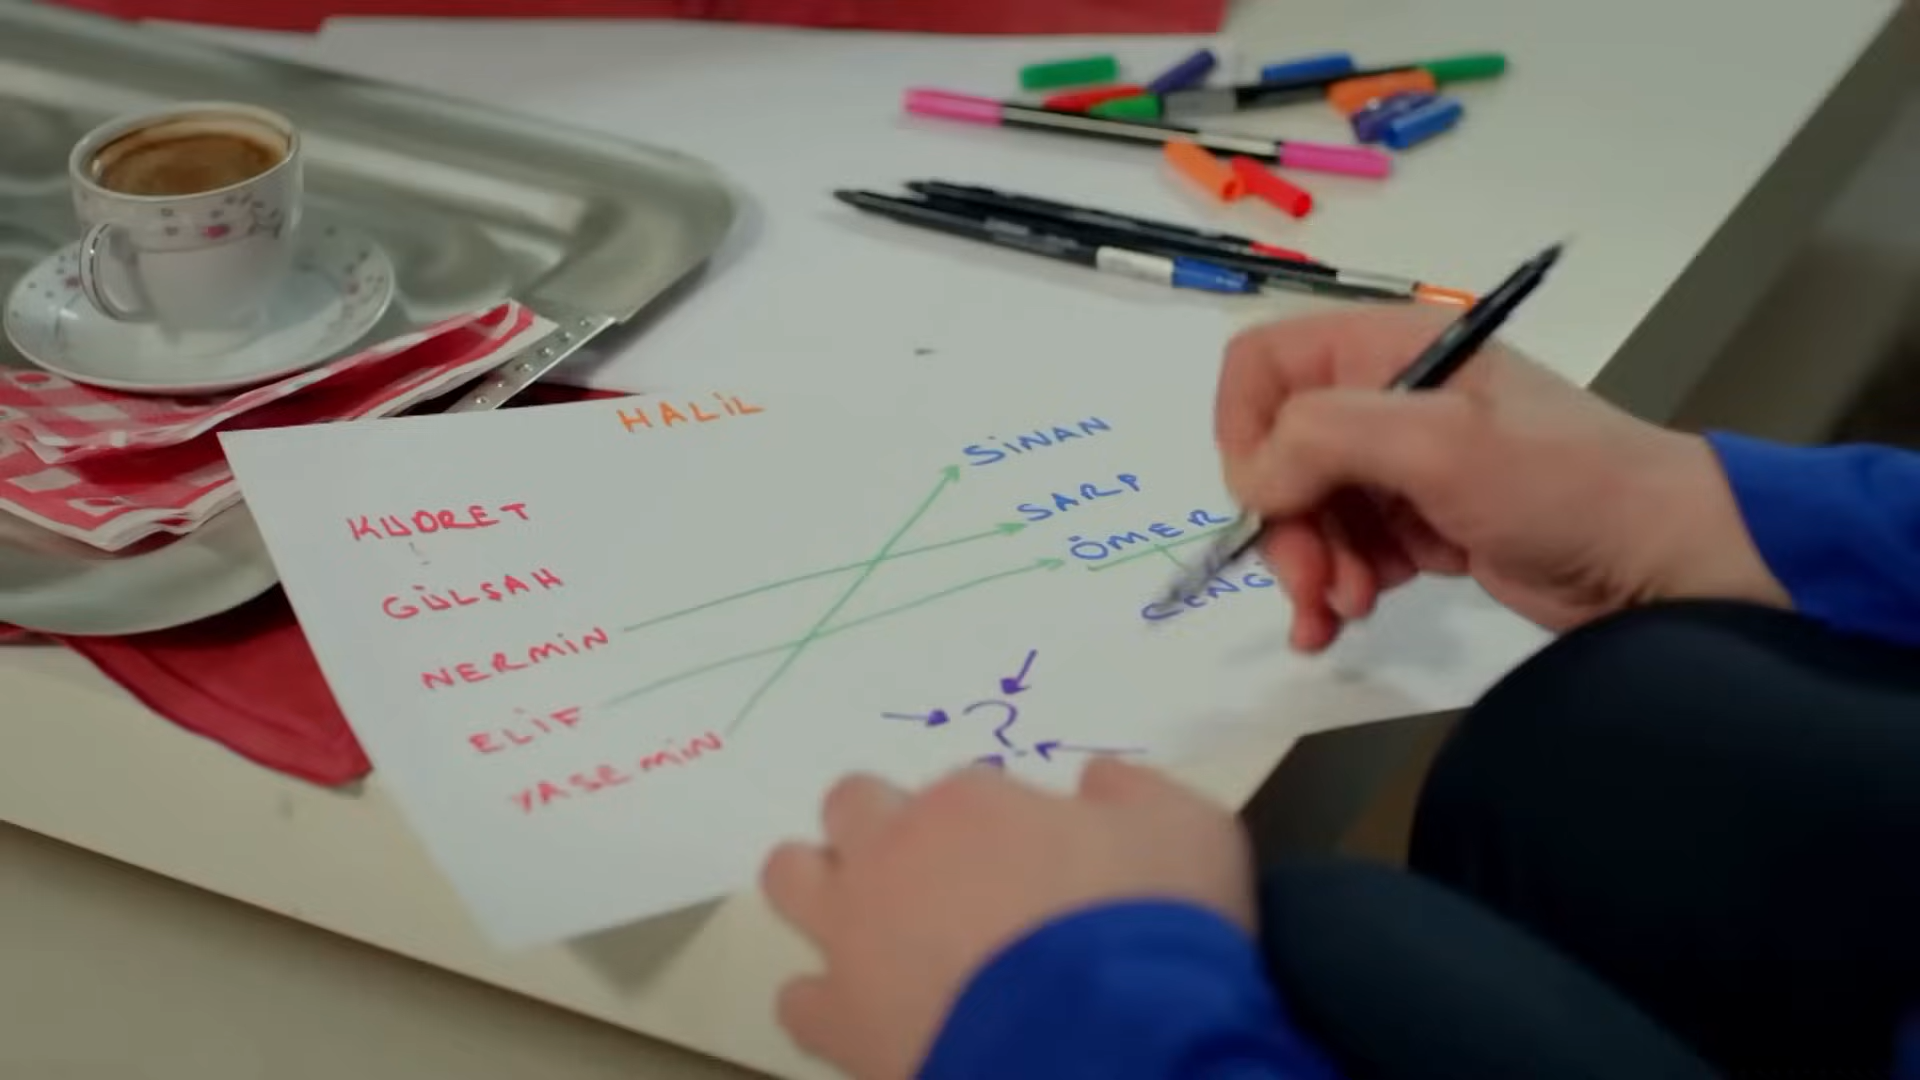 HALİL
KUDRET
GÜLŞAH
NERMİN
ELİF
YASEMİN
SİNAN
SARP
ÖMER
?